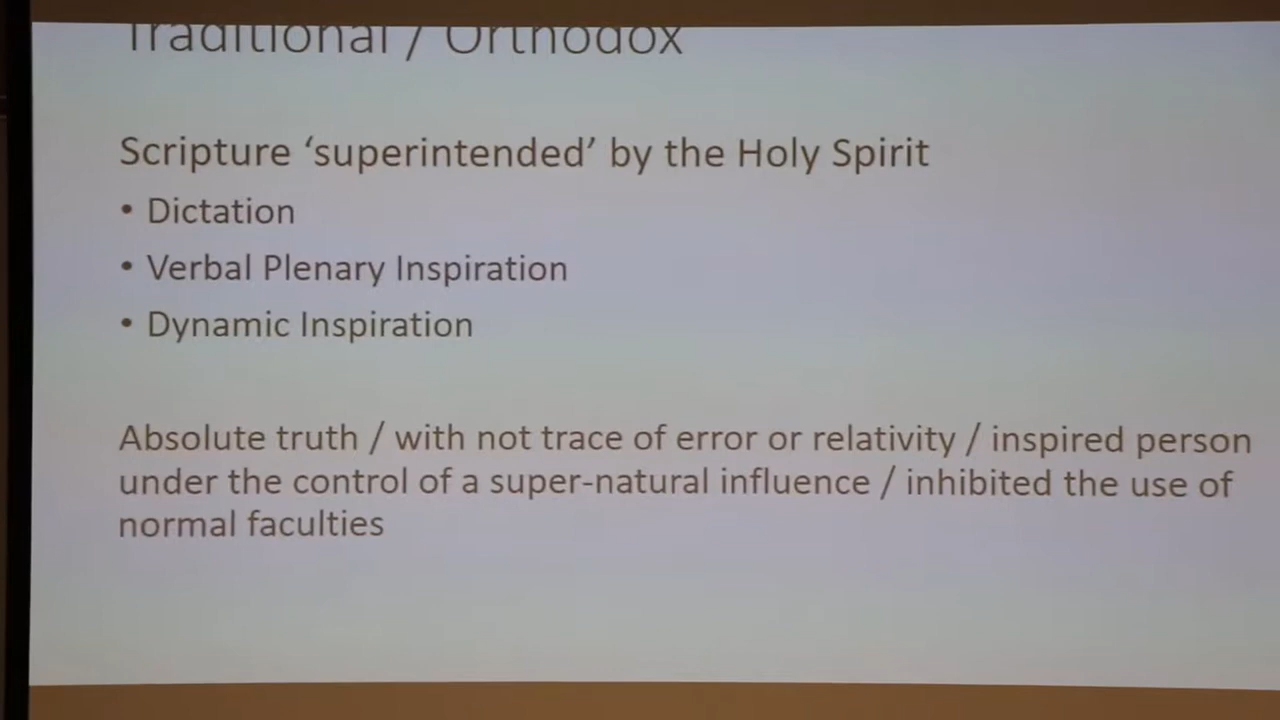 Traditional / Orthodox
Scripture ‘superintended’ by the Holy Spirit
• Dictation
• Verbal Plenary Inspiration
• Dynamic Inspiration
Absolute truth / with not trace of error or relativity / inspired person
under the control of a super-natural influence / inhibited the use of
normal faculties